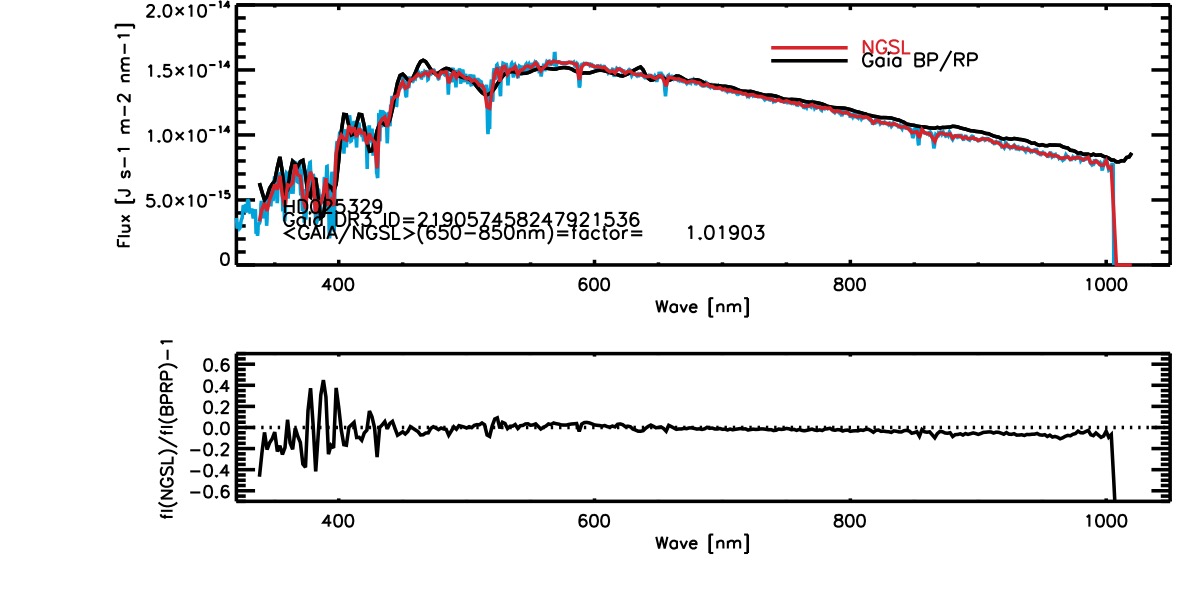 2.0×10−14
1.5×10−14
1.0×10−14
5.0×10−15
0
Flux [J s−1 m−2 nm−1]
NGSL
Gaia BP/RP
HD025329
Gaia DR3 ID=219057458247921536
<GAIA/NGSL>(650−850nm)=factor= 1.01903
400 600 800 1000
Wave [nm]
0.6
0.4
0.2
0.0
−0.2
−0.4
−0.6
fl(NGSL)/fl(BPRP)−1
400 600 800 1000
Wave [nm]